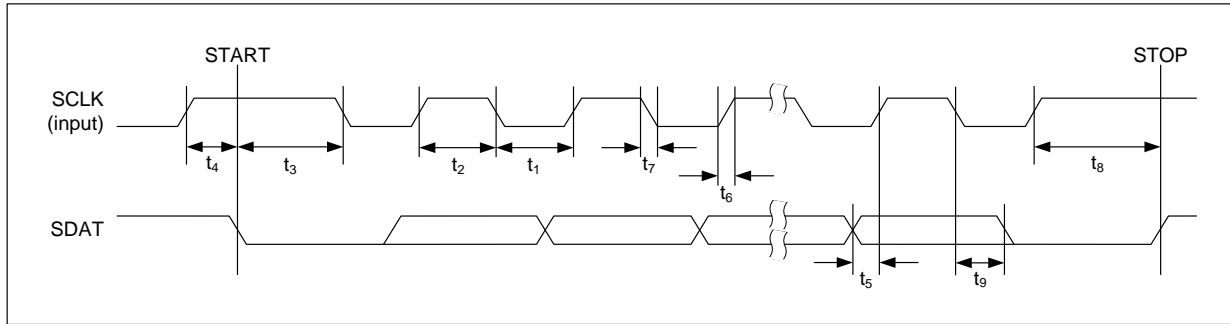 START
STOP
SCLK
(input)
t4
t3
t2
t1
t7
t6
t8
SDAT
t5
t9